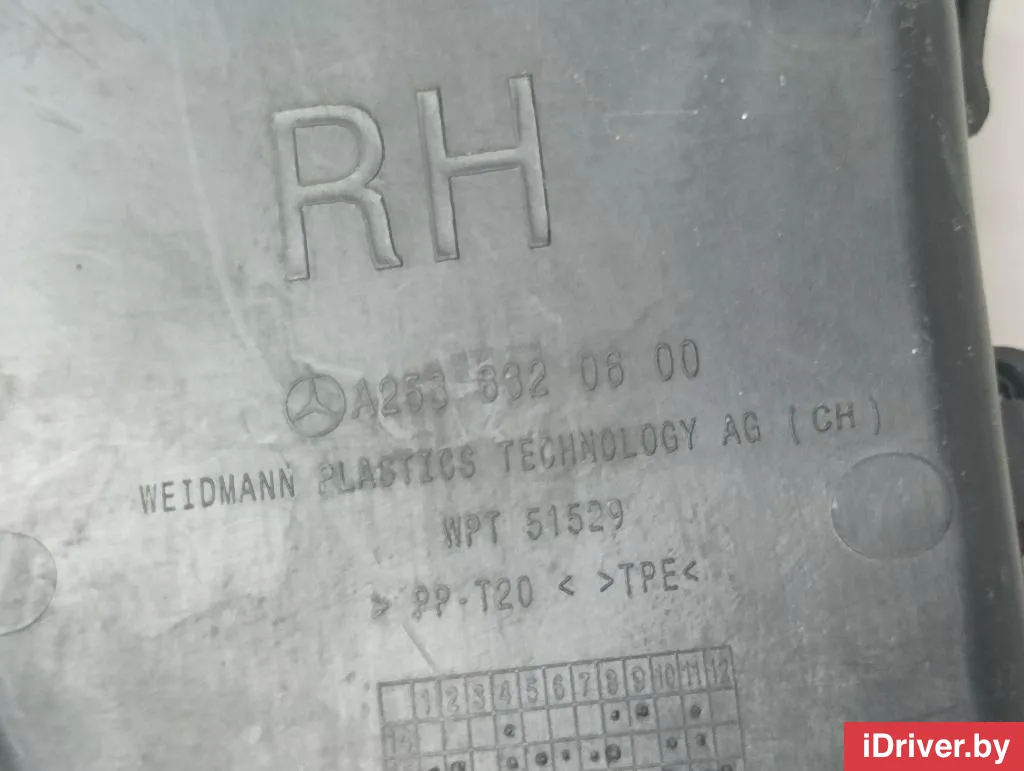 RH
A253 832 06 00
WEIDMANN PLASTICS TECHNOLOGY AG (CH)
WPT 51529
> PP-T20 < >TPE<
1 2 3 4 5 6 7 8 9 10 11 12
14
iDriver.by